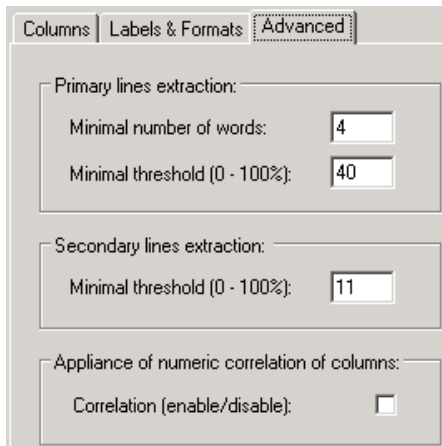 Columns Labels & Formats Advanced
Primary lines extraction:
Minimal number of words: 4
Minimal threshold (0 - 100%): 40
Secondary lines extraction:
Minimal threshold (0 - 100%): 11
Appliance of numeric correlation of columns:
Correlation (enable/disable):